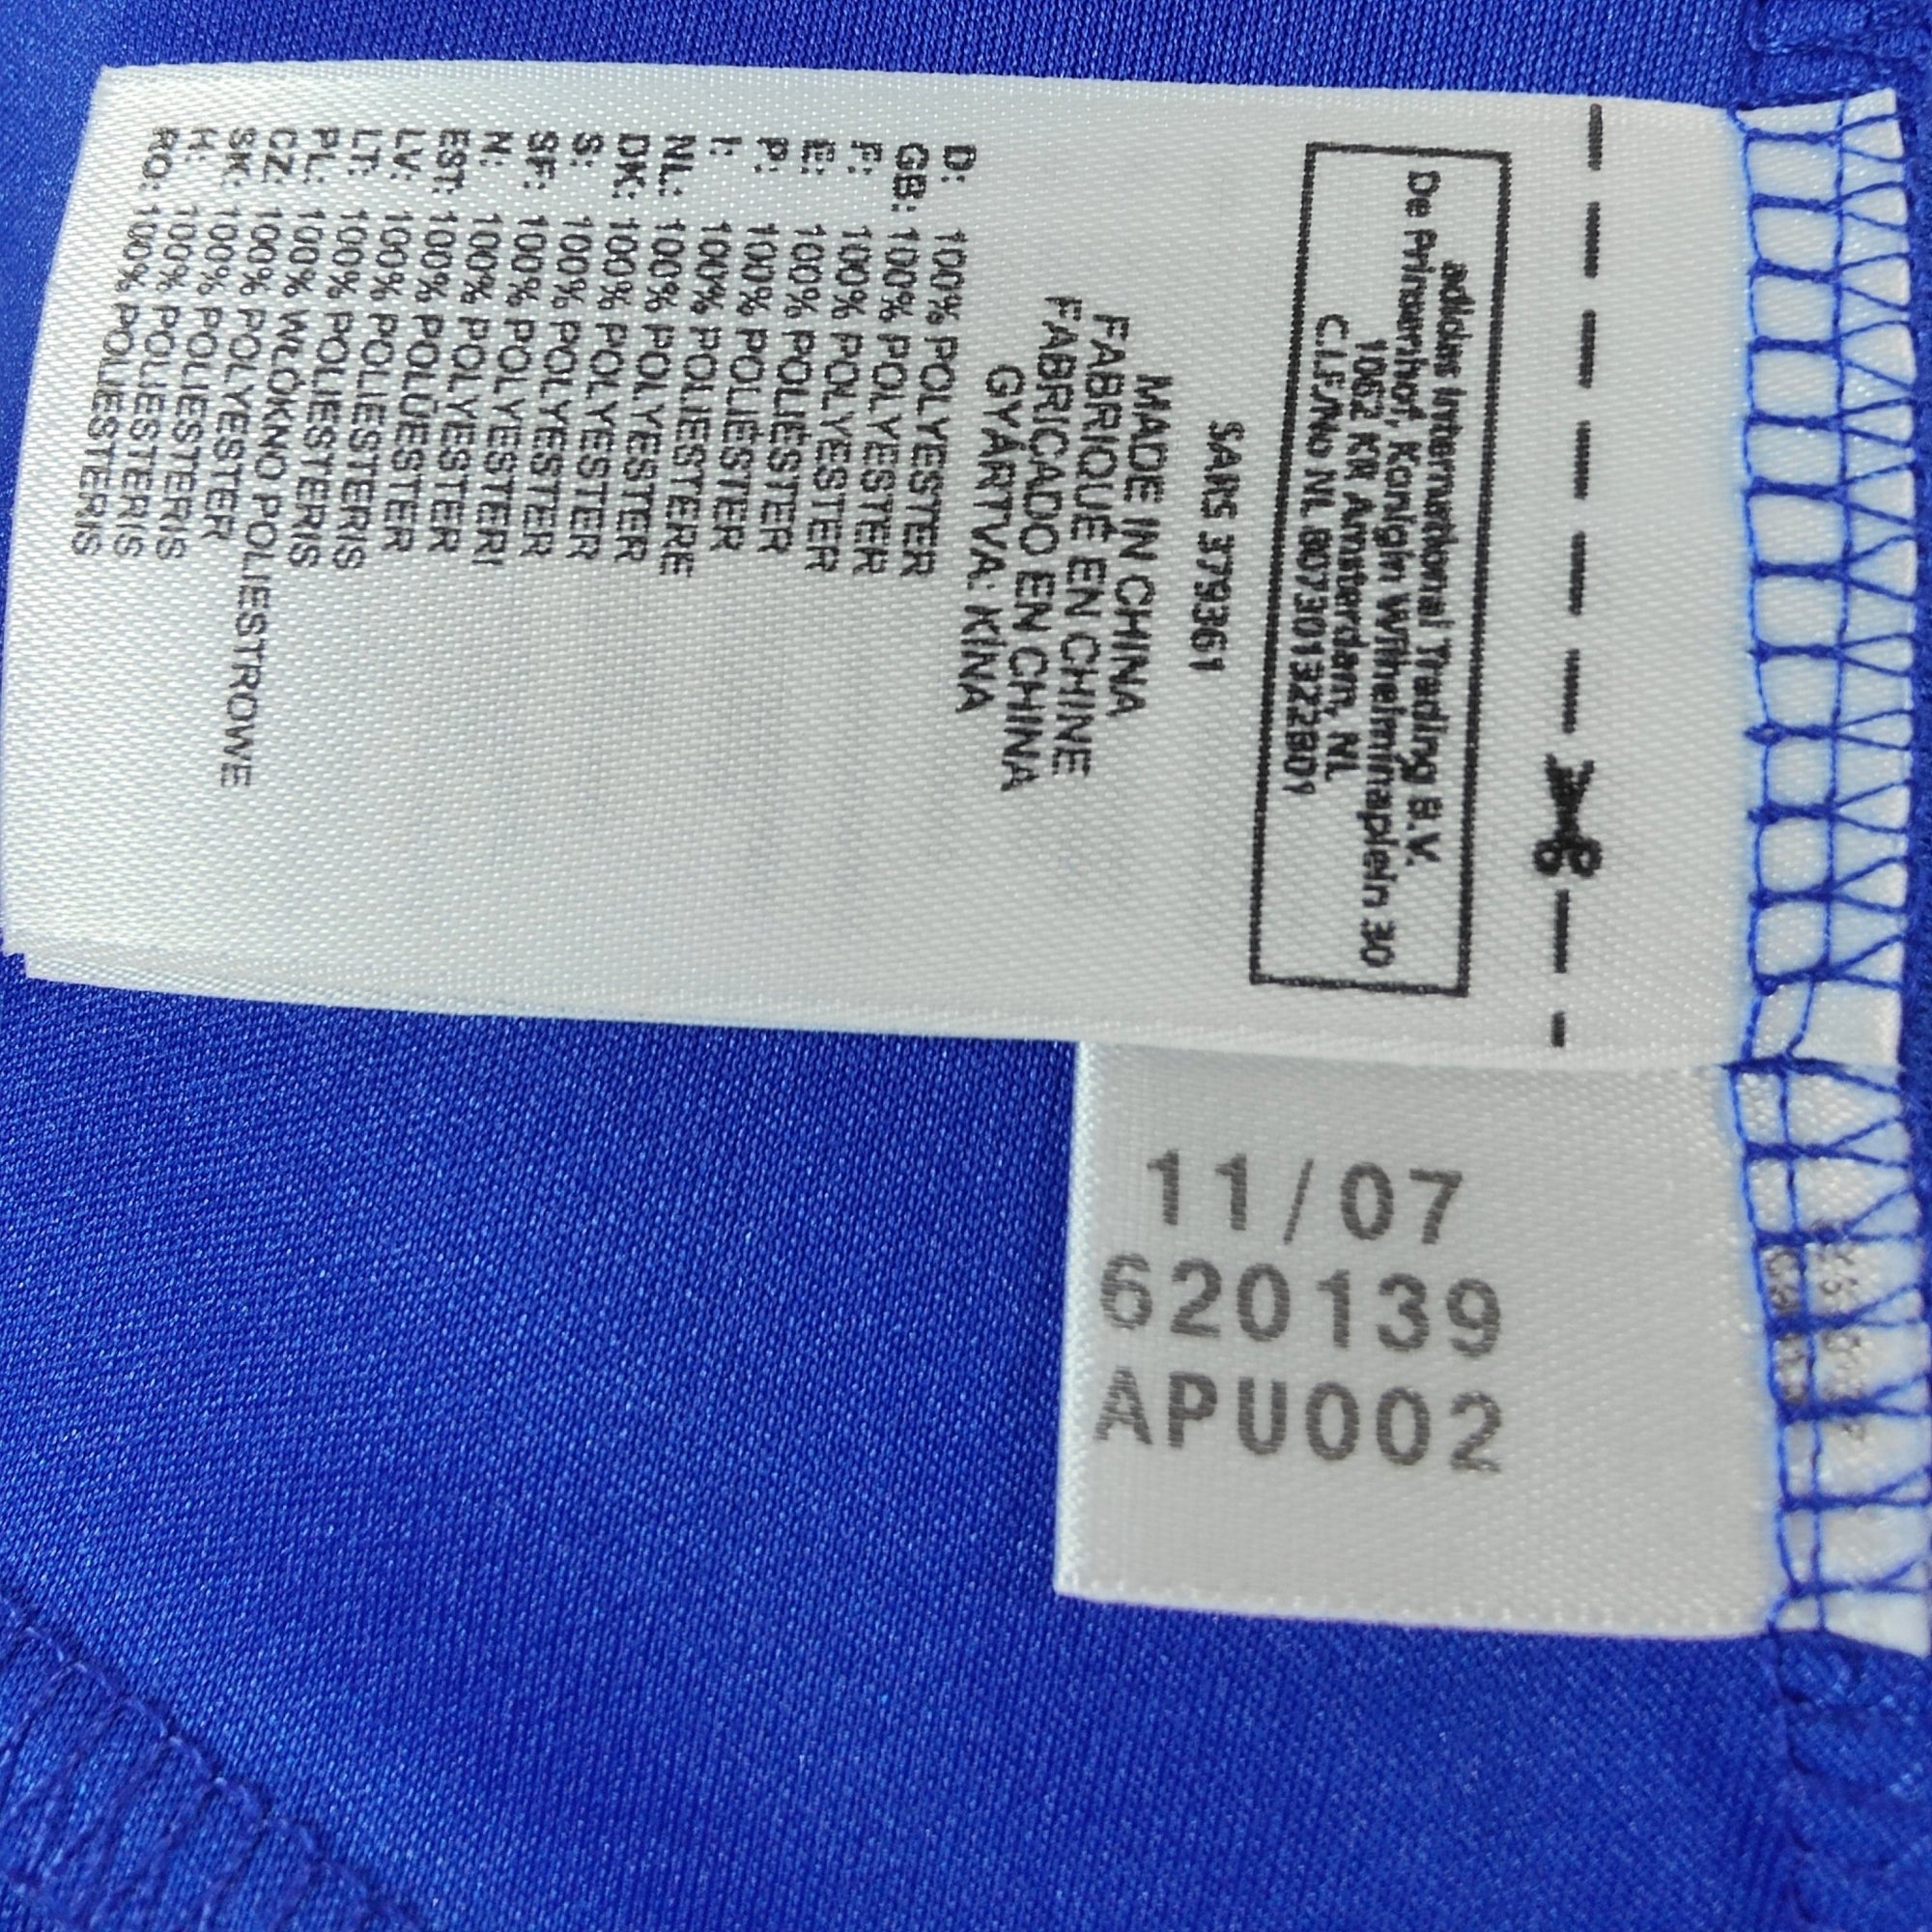 adidas International Trading B.V.
De Prinsenhof, Konigin Wilhelminaplein 30
1062 KR Amsterdam, NL
C.I.F./No NL 807301322B01
SARS 379361
MADE IN CHINA
FABRIQUÉ EN CHINE
FABRICADO EN CHINA
GYÁRTVA: KÍNA
D: 100% POLYESTER
GB: 100% POLYESTER
F: 100% POLYESTER
E: 100% POLIÉSTER
P: 100% POLIÉSTER
I: 100% POLIESTERE
NL: 100% POLYESTER
DK: 100% POLYESTER
S: 100% POLYESTER
SF: 100% POLYESTERI
N: 100% POLYESTER
EST: 100% POLÜESTER
LV: 100% POLIESTERIS
LT: 100% POLIESTERIS
PL: 100% WŁÓKNO POLIESTROWE
CZ: 100% POLYESTER
SK: 100% POLIESTERIS
H: 100% POLIESTERIS
RO: 100% POLIESTERIS
11/07
620139
APU002